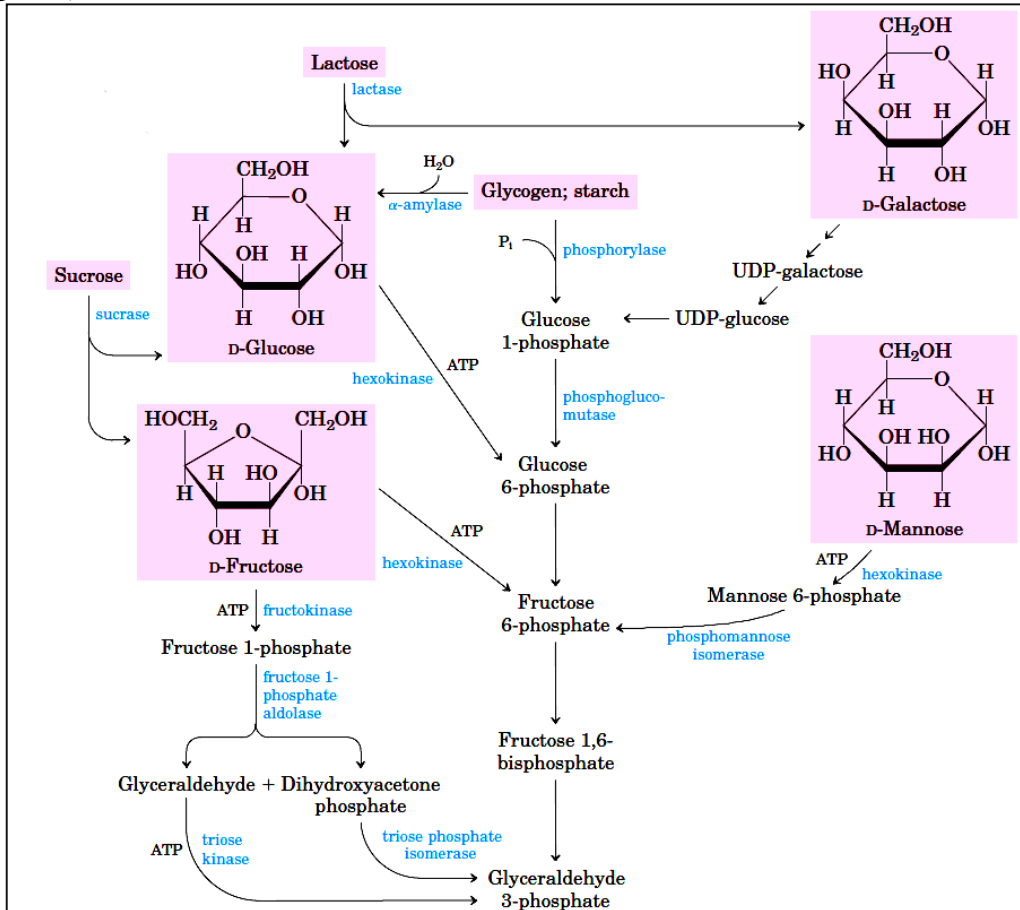 Lactose
lactase
CH₂OH
O
H
HO
H
OH
H
H
OH
H
OH
D-Galactose
CH₂OH
O
H
H
H
OH
H
HO
OH
H
OH
D-Glucose
H₂O
α-amylase
Glycogen; starch
Pᵢ
phosphorylase
UDP-galactose
UDP-glucose
Glucose
1-phosphate
Sucrose
sucrase
hexokinase
ATP
phosphogluco-
mutase
CH₂OH
O
H
H
H
OH
HO
HO
OH
H
H
D-Mannose
Glucose
6-phosphate
HOCH₂
O
CH₂OH
H
HO
H
OH
OH
H
D-Fructose
ATP
hexokinase
ATP
hexokinase
Mannose 6-phosphate
phosphomannose
isomerase
Fructose
6-phosphate
ATP
fructokinase
Fructose 1-phosphate
fructose 1-
phosphate
aldolase
Fructose 1,6-
bisphosphate
Glyceraldehyde + Dihydroxyacetone
phosphate
ATP
triose
kinase
triose phosphate
isomerase
Glyceraldehyde
3-phosphate